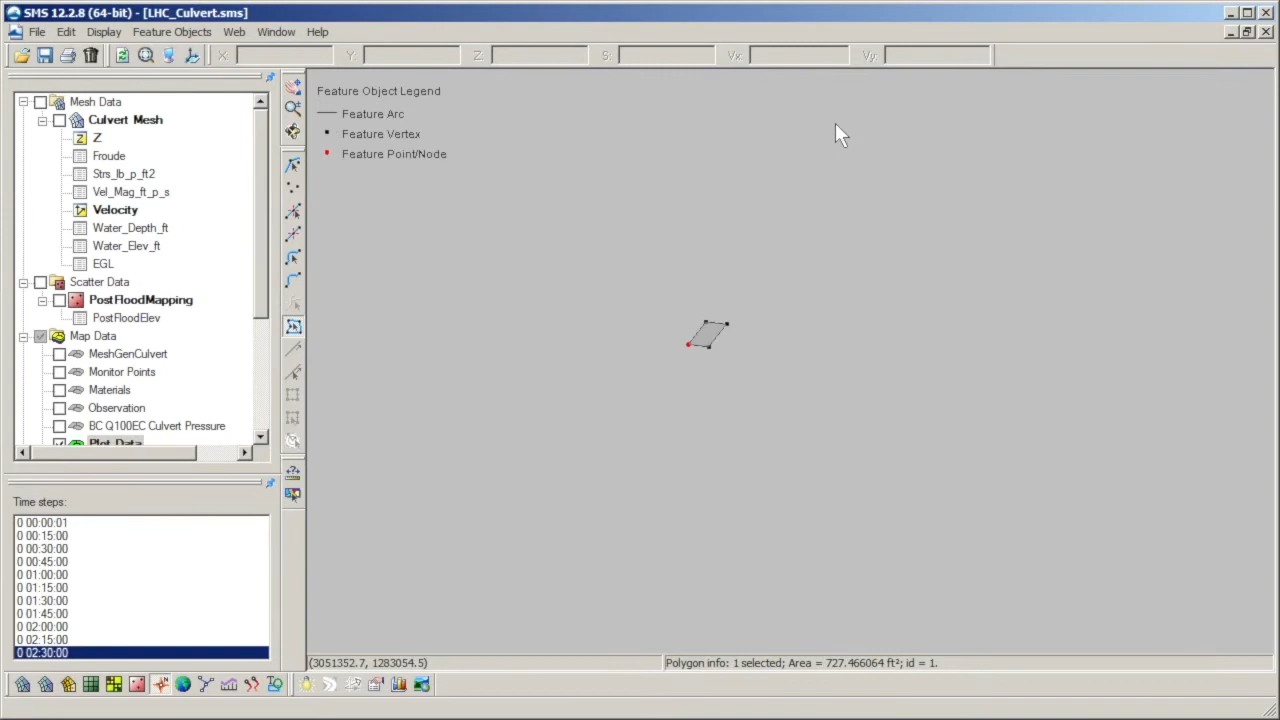 SMS 12.2.8 (64-bit) - [LHC_Culvert.sms]
File Edit Display Feature Objects Web Window Help
X: Y: Z: S: Vx: Vy:
Mesh Data
Culvert Mesh
Z
Froude
Strs_lb_p_ft2
Vel_Mag_ft_p_s
Velocity
Water_Depth_ft
Water_Elev_ft
EGL
Scatter Data
PostFloodMapping
PostFloodElev
Map Data
MeshGenCulvert
Monitor Points
Materials
Observation
BC Q100EC Culvert Pressure
Plot Data
Feature Object Legend
Feature Arc
Feature Vertex
Feature Point/Node
Time steps:
0 00:00:01
0 00:15:00
0 00:30:00
0 00:45:00
0 01:00:00
0 01:15:00
0 01:30:00
0 01:45:00
0 02:00:00
0 02:15:00
0 02:30:00
(3051352.7, 1283054.5)
Polygon info: 1 selected; Area = 727.466064 ft²; id = 1.